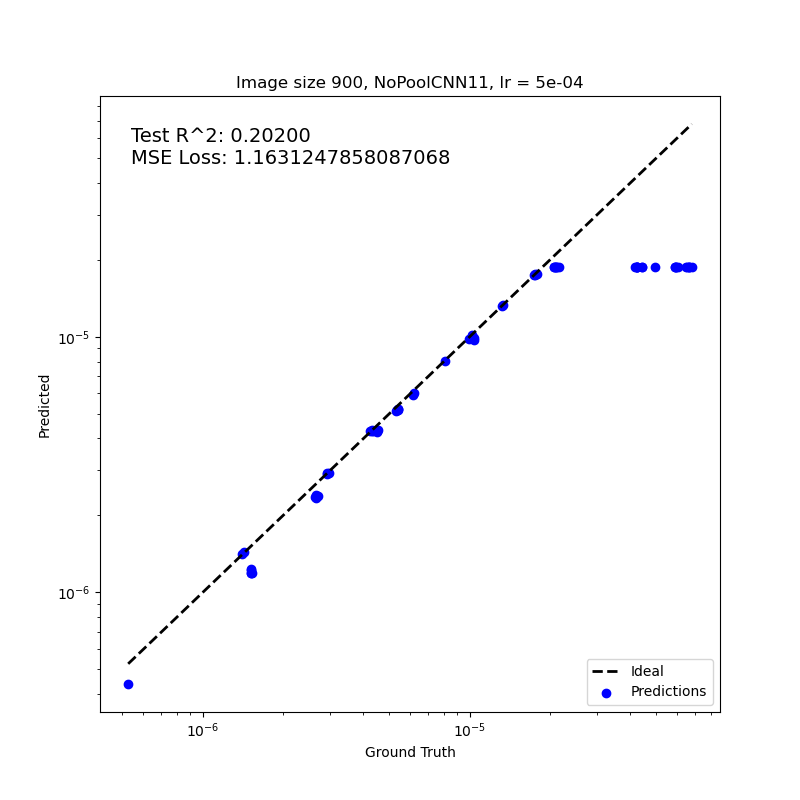 Image size 900, NoPoolCNN11, lr = 5e-04
Test R^2: 0.20200
MSE Loss: 1.1631247858087068
Predicted
10⁻⁵
10⁻⁶
Ideal
Predictions
10⁻⁶
10⁻⁵
Ground Truth